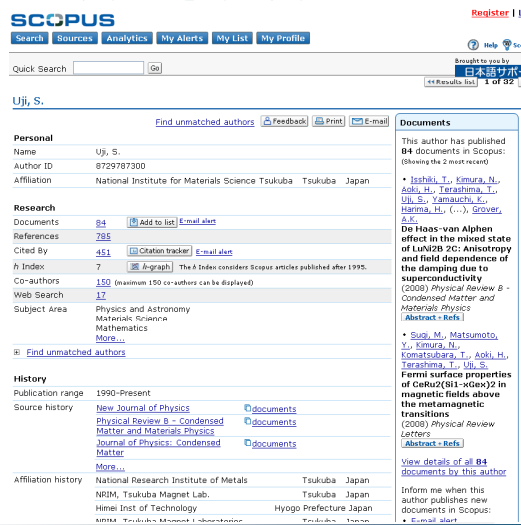 SCOPUS
Register |
Search Sources Analytics My Alerts My List My Profile
Help
Quick Search Go
Brought to you by
日本語サポー
Results list 1 of 32
Uji, S.
Find unmatched authors Feedback Print E-mail
Personal
Name Uji, S.
Author ID 8729787300
Affiliation National Institute for Materials Science Tsukuba Tsukuba Japan
Research
Documents 84 Add to list E-mail alert
References 785
Cited By 451 Citation tracker E-mail alert
h Index 7 h-graph The h Index considers Scopus articles published after 1995.
Co-authors 150 (maximum 150 co-authors can be displayed)
Web Search 17
Subject Area Physics and Astronomy
Materials Science
Mathematics
More...
Find unmatched authors
History
Publication range 1990-Present
Source history New Journal of Physics documents
Physical Review B - Condensed documents
Matter and Materials Physics
Journal of Physics: Condensed documents
Matter
More...
Affiliation history National Research Institute of Metals Tsukuba Japan
NRIM, Tsukuba Magnet Lab. Tsukuba Japan
Himei Inst of Technology Hyogo Prefecture Japan
NRIM, Tsukuba Magnet Laboratories Tsukuba Japan
Documents
This author has published
84 documents in Scopus:
(Showing the 2 most recent)
• Isshiki, T., Kimura, N.,
Aoki, H., Terashima, T.,
Uji, S., Yamauchi, K.,
Harima, H., (...), Grover,
A.K.
De Haas-van Alphen
effect in the mixed state
of LuNi2B 2C: Anisotropy
and field dependence of
the damping due to
superconductivity
(2008) Physical Review B -
Condensed Matter and
Materials Physics
Abstract + Refs
• Sugi, M., Matsumoto,
Y., Kimura, N.,
Komatsubara, T., Aoki, H.,
Terashima, T., Uji, S.
Fermi surface properties
of CeRu2(Si1-xGex)2 in
magnetic fields above
the metamagnetic
transitions
(2008) Physical Review
Letters
Abstract + Refs
View details of all 84
documents by this author
Inform me when this
author publishes new
documents in Scopus:
• E-mail alert